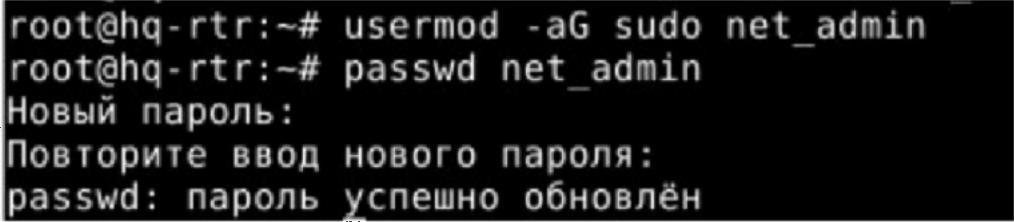 root@hq-rtr:~# usermod -aG sudo net_admin
root@hq-rtr:~# passwd net_admin
Новый пароль:
Повторите ввод нового пароля:
passwd: пароль успешно обновлён